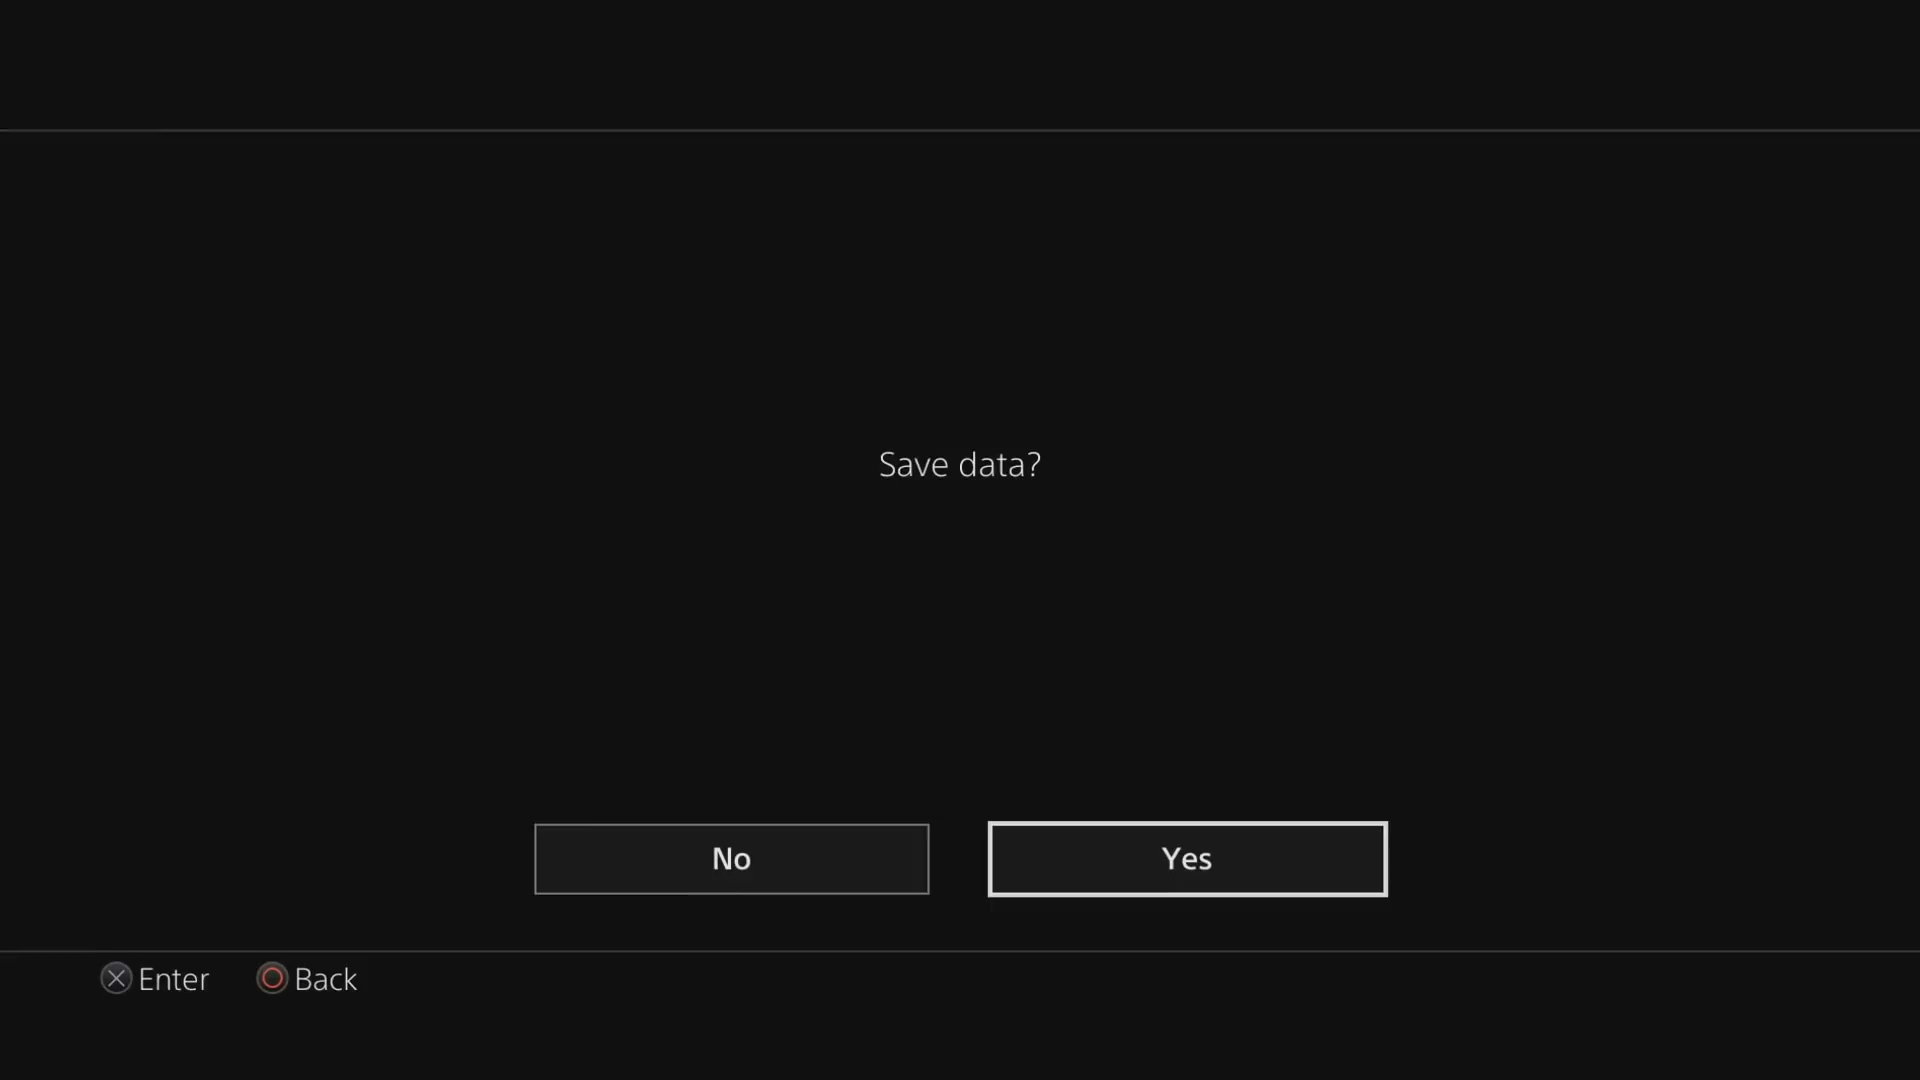 Save data?
No
Yes
Enter
Back